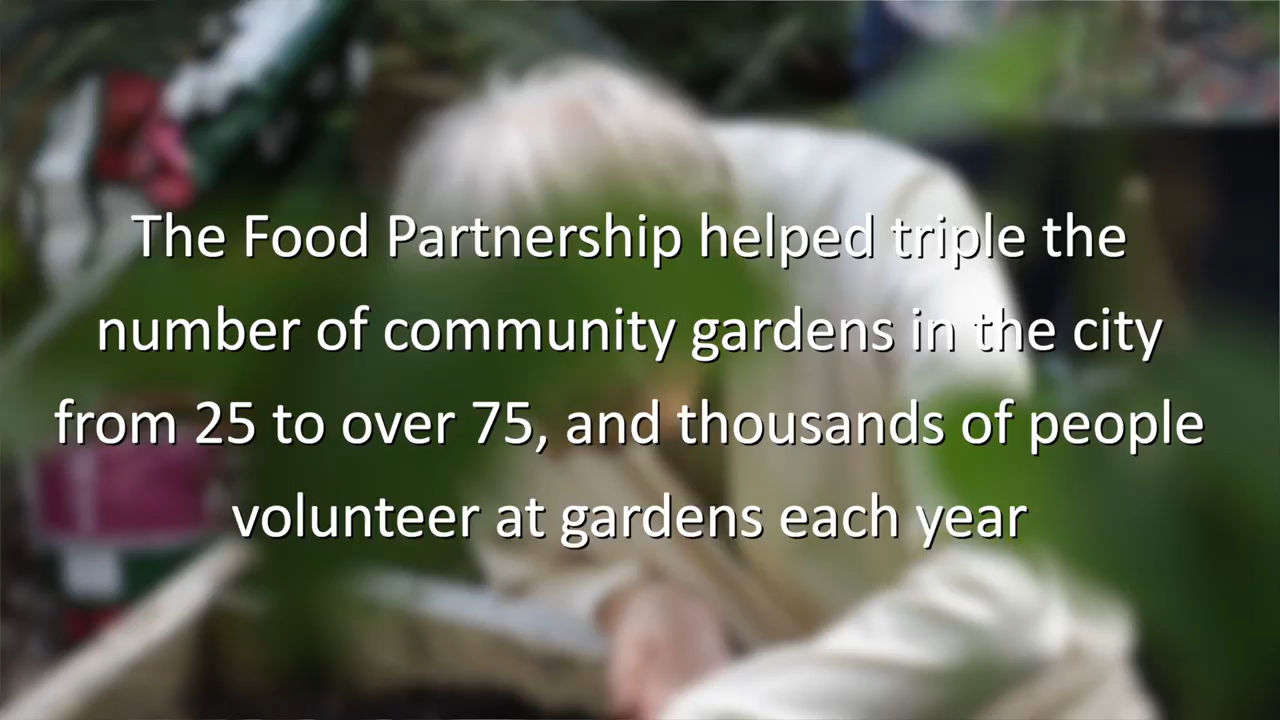 The Food Partnership helped triple the
number of community gardens in the city
from 25 to over 75, and thousands of people
volunteer at gardens each year